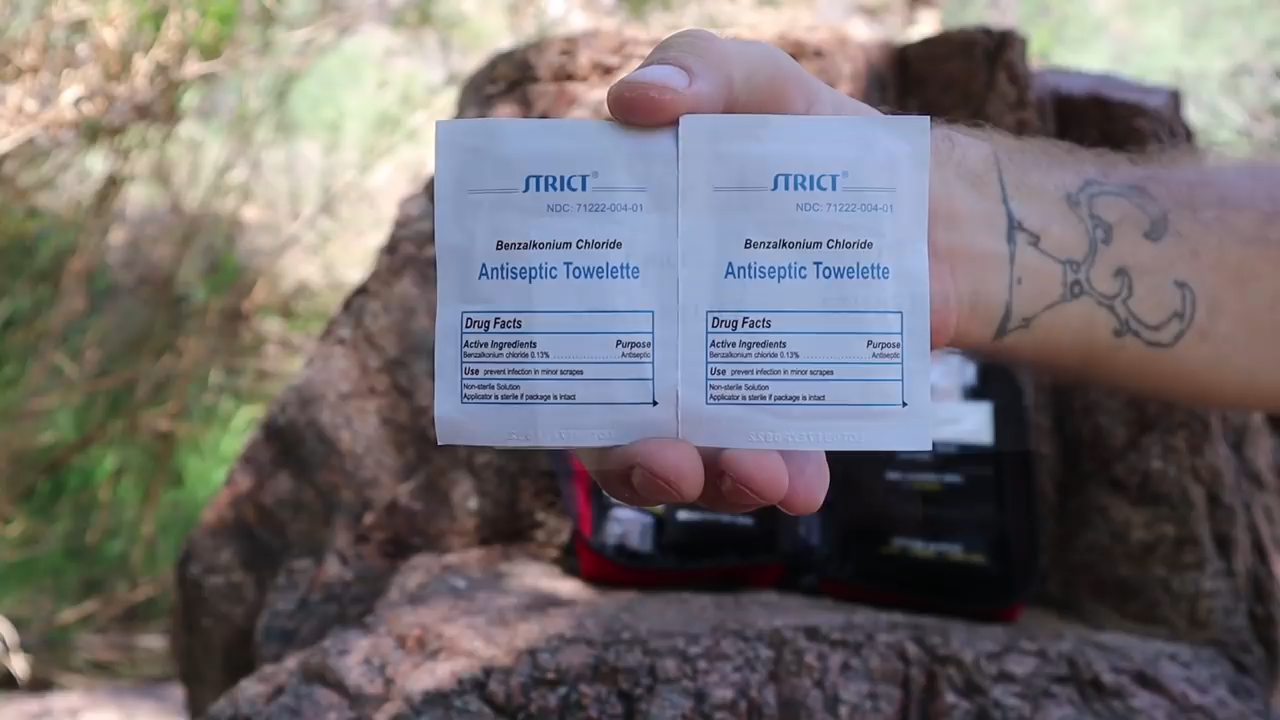 STRICT®
NDC: 71222-004-01
Benzalkonium Chloride
Antiseptic Towelette
Drug Facts
Active Ingredients Purpose
Benzalkonium chloride 0.13% ........................ Antiseptic
Use prevent infection in minor scrapes
Non-sterile Solution
Applicator is sterile if package is intact
STRICT®
NDC: 71222-004-01
Benzalkonium Chloride
Antiseptic Towelette
Drug Facts
Active Ingredients Purpose
Benzalkonium chloride 0.13% ........................ Antiseptic
Use prevent infection in minor scrapes
Non-sterile Solution
Applicator is sterile if package is intact